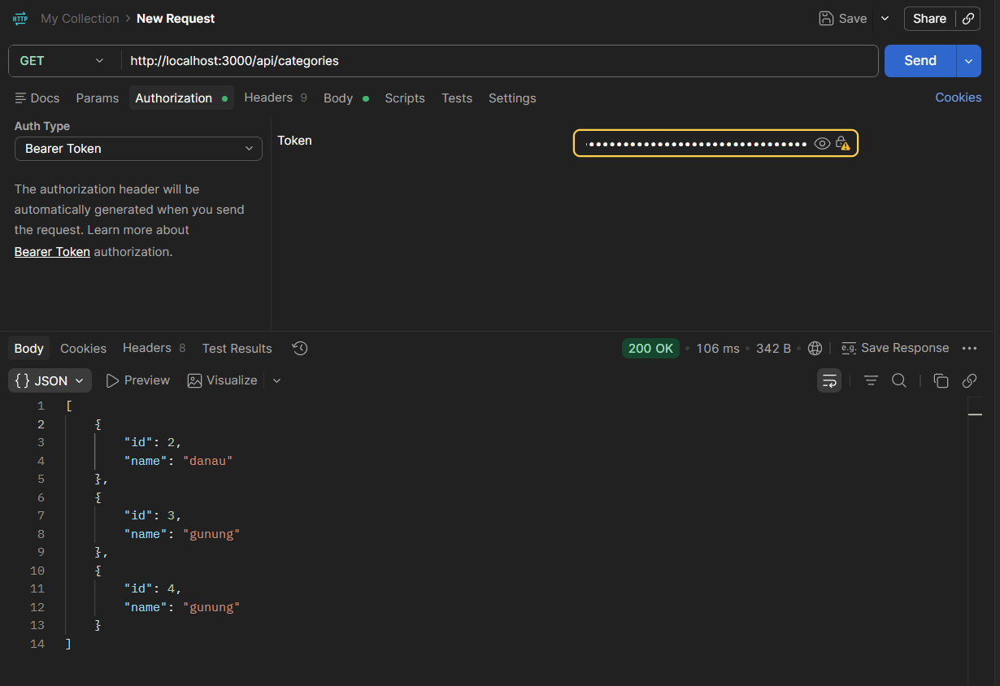 HTTP My Collection > New Request Save Share
GET http://localhost:3000/api/categories Send
Docs Params Authorization Headers 9 Body Scripts Tests Settings Cookies
Auth Type
Bearer Token
Token
The authorization header will be
automatically generated when you send
the request. Learn more about
Bearer Token authorization.
Body Cookies Headers 8 Test Results 200 OK • 106 ms • 342 B • e.g. Save Response
{} JSON Preview Visualize
1 [
2 {
3 "id": 2,
4 "name": "danau"
5 },
6 {
7 "id": 3,
8 "name": "gunung"
9 },
10 {
11 "id": 4,
12 "name": "gunung"
13 }
14 ]